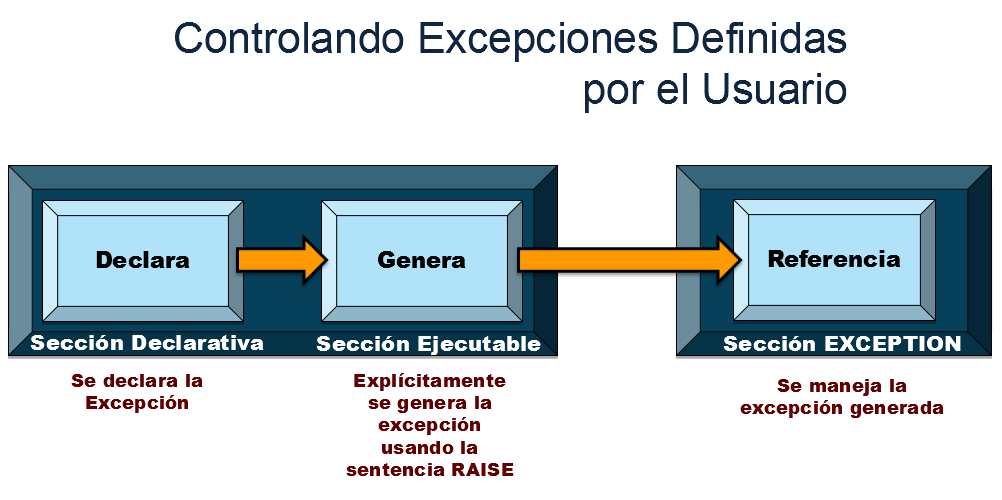 Controlando Excepciones Definidas
por el Usuario
Declara
Genera
Referencia
Sección Declarativa
Sección Ejecutable
Sección EXCEPTION
Se declara la
Excepción
Explícitamente
se genera la
excepción
usando la
sentencia RAISE
Se maneja la
excepción generada